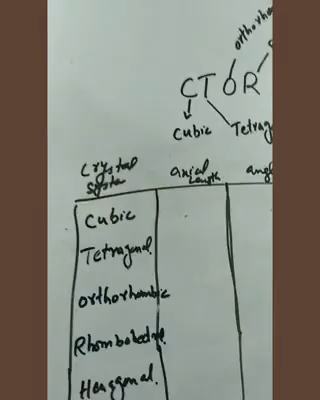 orthorho
CTOR
Cubic
Tetrag
Crystal
System
axial
Length
ang
Cubic
Tetragonal
Orthorhombic
Rhombohedral
Hexagonal